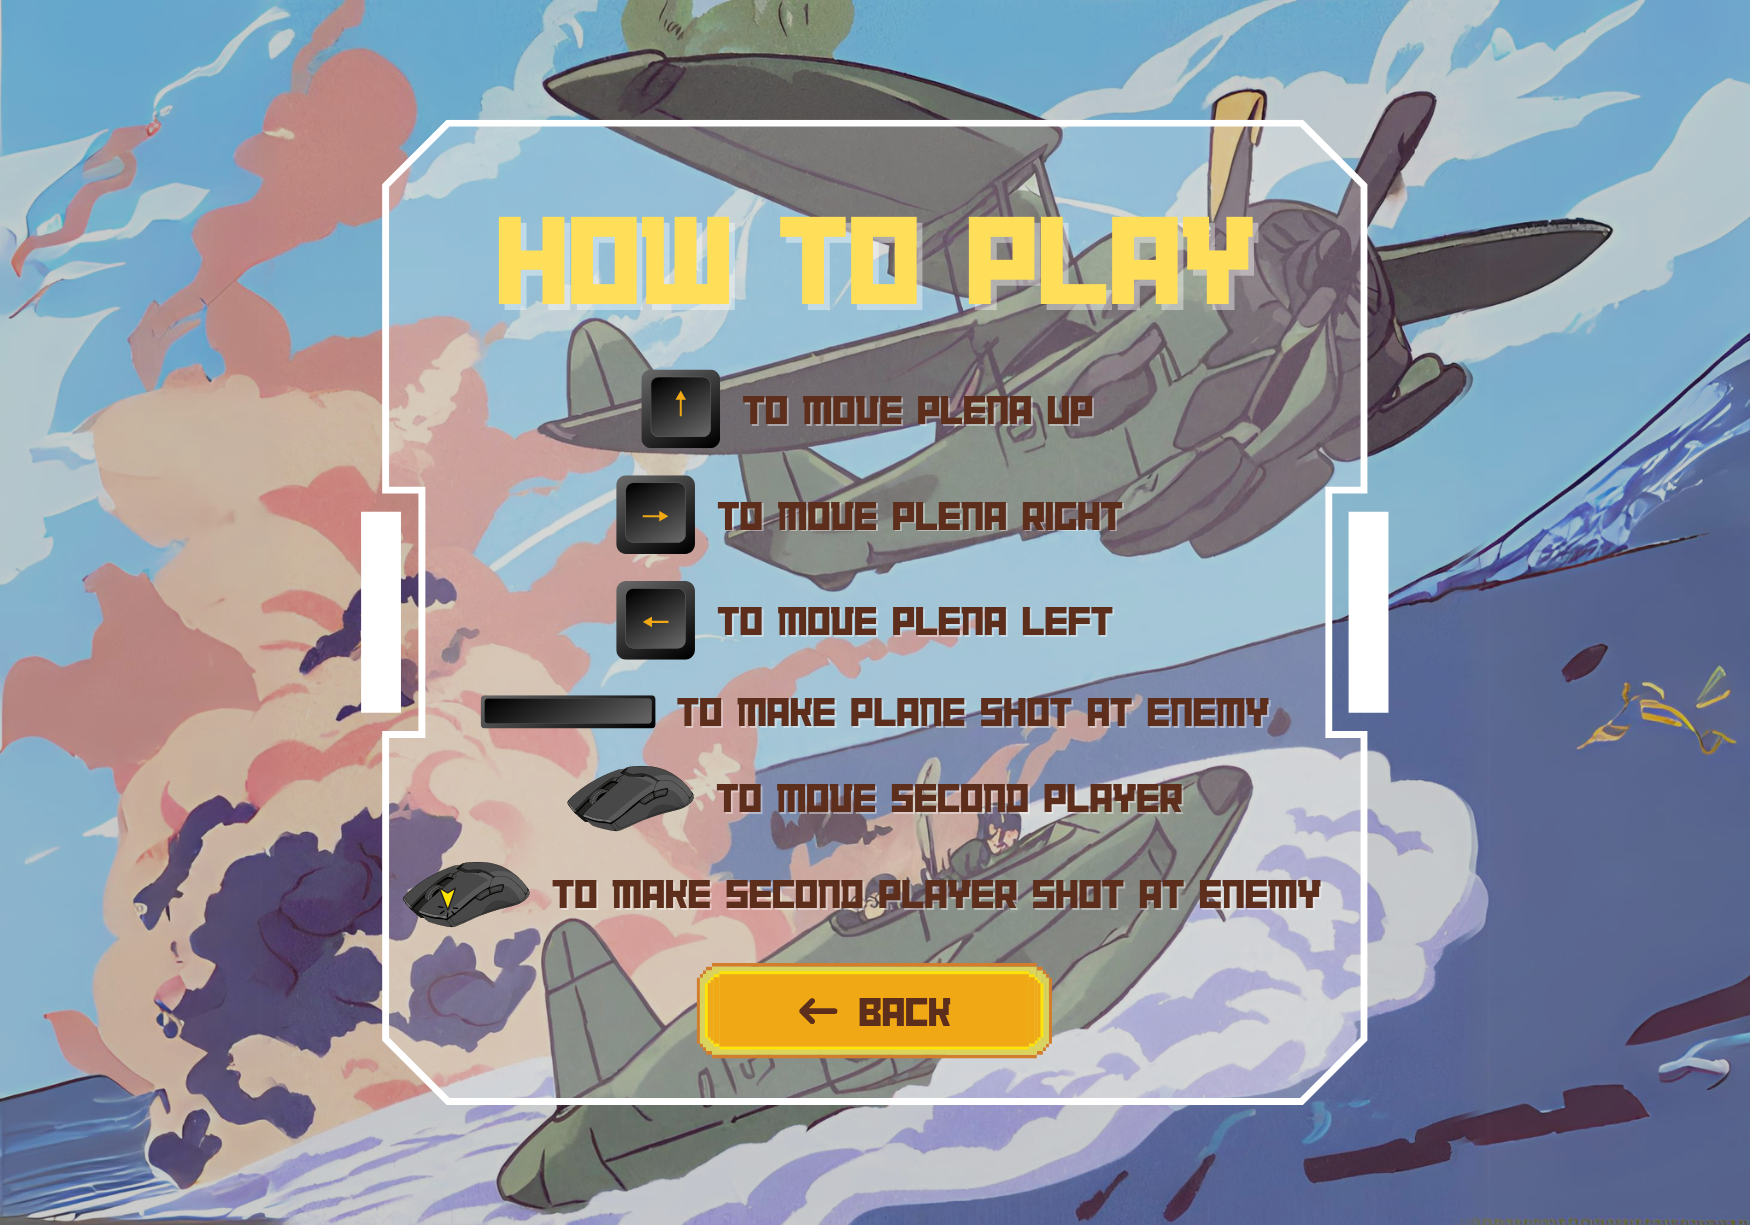 HOW TO PLAY
↑ TO MOVE PLENA UP
→ TO MOVE PLENA RIGHT
← TO MOVE PLENA LEFT
TO MAKE PLANE SHOT AT ENEMY
TO MOVE SECOND PLAYER
TO MAKE SECOND PLAYER SHOT AT ENEMY
← BACK